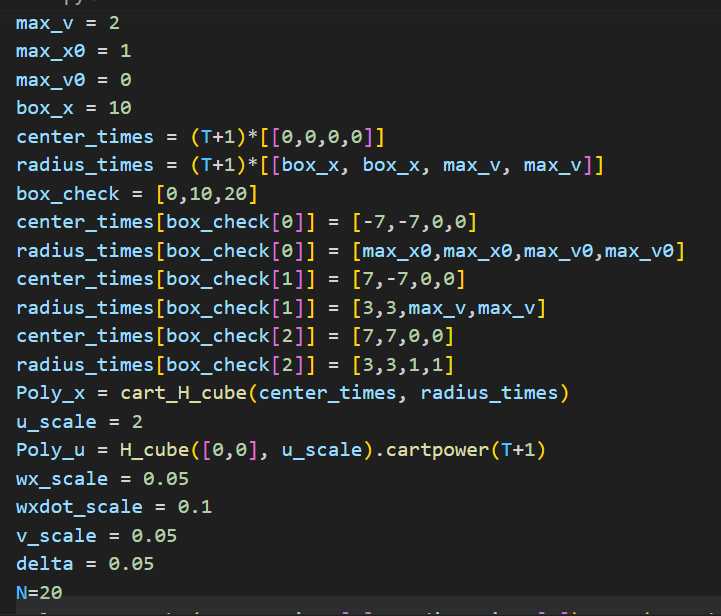 max_v = 2
max_x0 = 1
max_v0 = 0
box_x = 10
center_times = (T+1)*[[0,0,0,0]]
radius_times = (T+1)*[[box_x, box_x, max_v, max_v]]
box_check = [0,10,20]
center_times[box_check[0]] = [-7,-7,0,0]
radius_times[box_check[0]] = [max_x0,max_x0,max_v0,max_v0]
center_times[box_check[1]] = [7,-7,0,0]
radius_times[box_check[1]] = [3,3,max_v,max_v]
center_times[box_check[2]] = [7,7,0,0]
radius_times[box_check[2]] = [3,3,1,1]
Poly_x = cart_H_cube(center_times, radius_times)
u_scale = 2
Poly_u = H_cube([0,0], u_scale).cartpower(T+1)
wx_scale = 0.05
wxdot_scale = 0.1
v_scale = 0.05
delta = 0.05
N=20